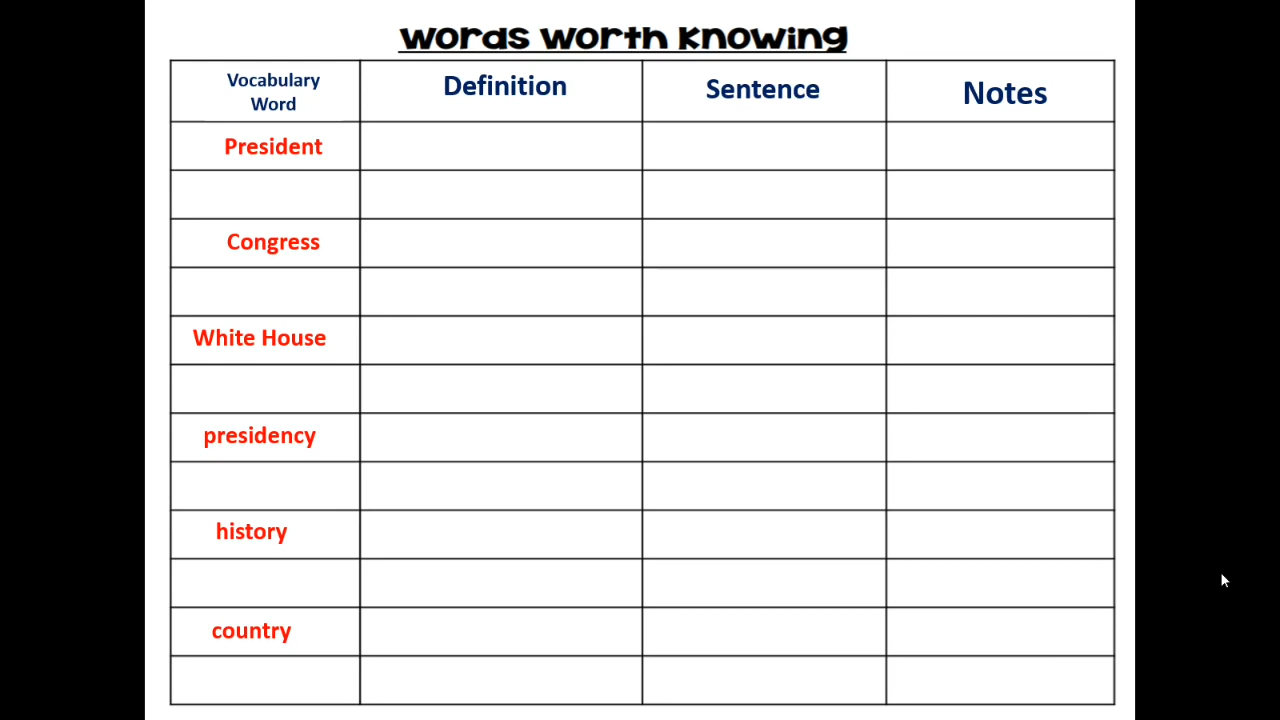 Words Worth Knowing
Vocabulary
Word
Definition
Sentence
Notes
President
Congress
White House
presidency
history
country